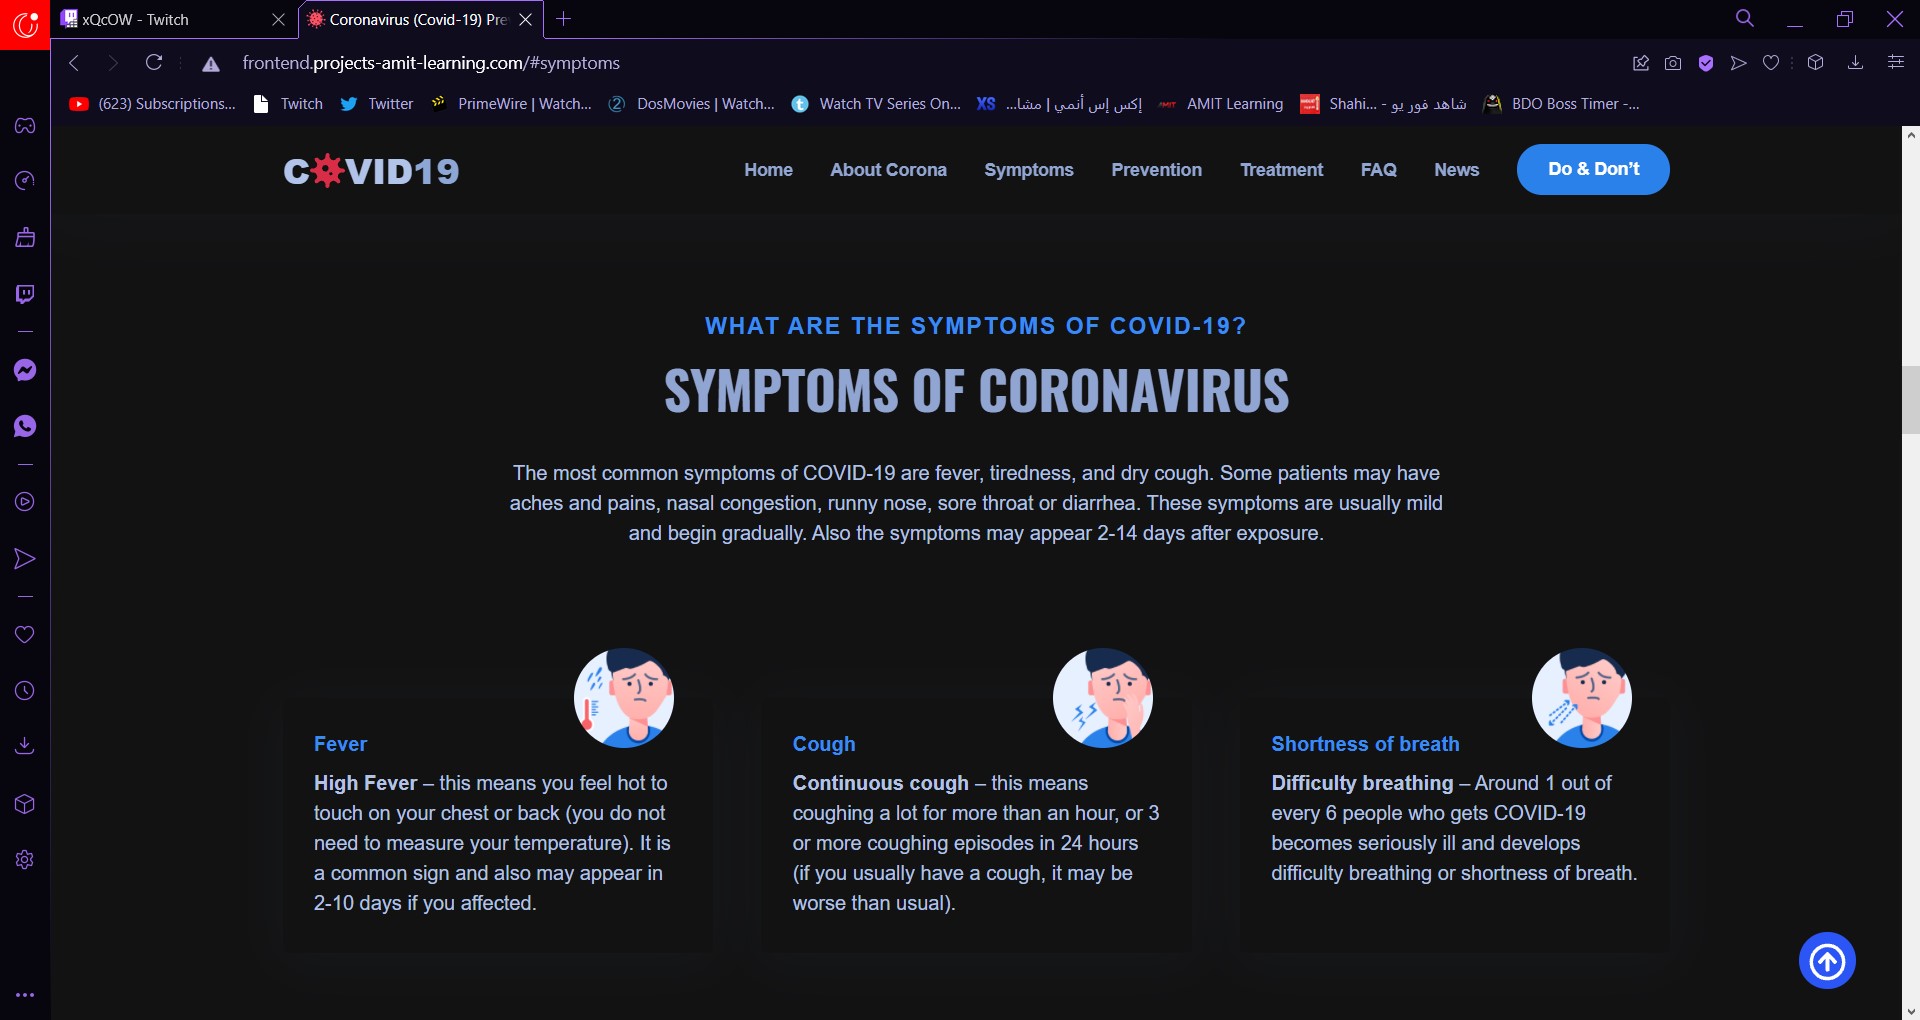 xQcOW - Twitch
Coronavirus (Covid-19) Pre
frontend.projects-amit-learning.com/#symptoms
(623) Subscriptions...
Twitch
Twitter
PrimeWire | Watch...
DosMovies | Watch...
Watch TV Series On...
XS إكس إس أنمي | مشا...
AMIT Learning
Shahi... - شاهد فور يو
BDO Boss Timer -...
COVID19
Home
About Corona
Symptoms
Prevention
Treatment
FAQ
News
Do & Don't
WHAT ARE THE SYMPTOMS OF COVID-19?
SYMPTOMS OF CORONAVIRUS
The most common symptoms of COVID-19 are fever, tiredness, and dry cough. Some patients may have
aches and pains, nasal congestion, runny nose, sore throat or diarrhea. These symptoms are usually mild
and begin gradually. Also the symptoms may appear 2-14 days after exposure.
Fever
High Fever – this means you feel hot to
touch on your chest or back (you do not
need to measure your temperature). It is
a common sign and also may appear in
2-10 days if you affected.
Cough
Continuous cough – this means
coughing a lot for more than an hour, or 3
or more coughing episodes in 24 hours
(if you usually have a cough, it may be
worse than usual).
Shortness of breath
Difficulty breathing – Around 1 out of
every 6 people who gets COVID-19
becomes seriously ill and develops
difficulty breathing or shortness of breath.